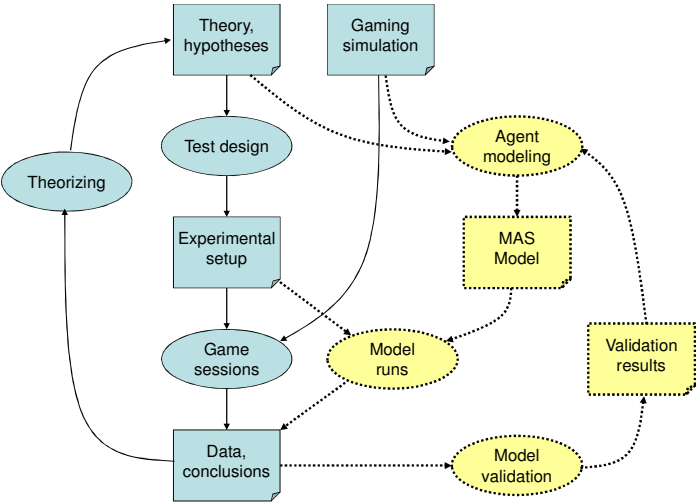 Theory,
hypotheses
Gaming
simulation
Test design
Agent
modeling
Theorizing
Experimental
setup
MAS
Model
Game
sessions
Model
runs
Validation
results
Data,
conclusions
Model
validation